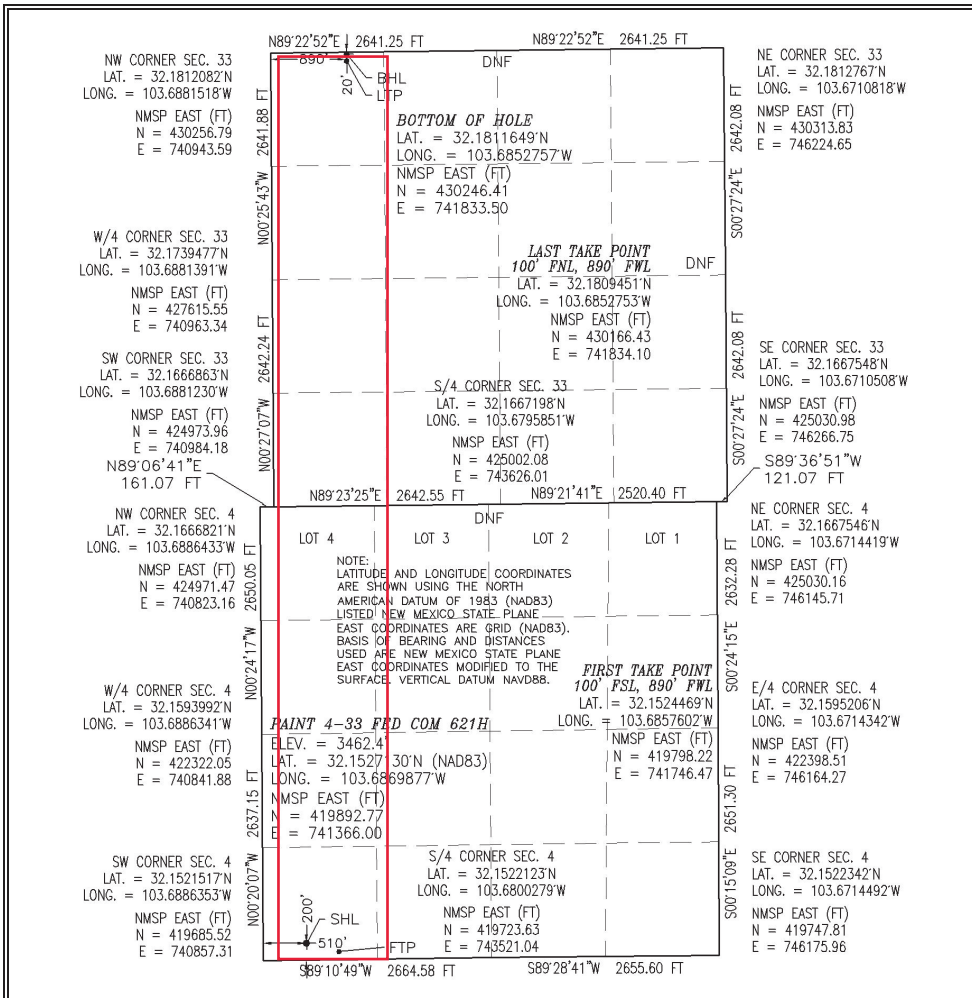 N89°22'52"E 2641.25 FT
N89°22'52"E 2641.25 FT
NW CORNER SEC. 33
LAT. = 32.1812082°N
LONG. = 103.6881518°W
NMSP EAST (FT)
N = 430256.79
E = 740943.59
890'
20'
BHL
LTP
DNF
NE CORNER SEC. 33
LAT. = 32.1812767°N
LONG. = 103.6710818°W
NMSP EAST (FT)
N = 430313.83
E = 746224.65
2641.88 FT
N00°25'43"W
2642.08 FT
S00°27'24"E
BOTTOM OF HOLE
LAT. = 32.1811649°N
LONG. = 103.6852757°W
NMSP EAST (FT)
N = 430246.41
E = 741833.50
W/4 CORNER SEC. 33
LAT. = 32.1739477°N
LONG. = 103.6881391°W
NMSP EAST (FT)
N = 427615.55
E = 740963.34
LAST TAKE POINT
100' FNL, 890' FWL
LAT. = 32.1809451°N
LONG. = 103.6852753°W
NMSP EAST (FT)
N = 430166.43
E = 741834.10
DNF
2642.24 FT
N00°27'07"W
2642.08 FT
S00°27'24"E
SW CORNER SEC. 33
LAT. = 32.1666863°N
LONG. = 103.6881230°W
NMSP EAST (FT)
N = 424973.96
E = 740984.18
S/4 CORNER SEC. 33
LAT. = 32.1667198°N
LONG. = 103.6795851°W
NMSP EAST (FT)
N = 425002.08
E = 743626.01
SE CORNER SEC. 33
LAT. = 32.1667548°N
LONG. = 103.6710508°W
NMSP EAST (FT)
N = 425030.98
E = 746266.75
N89°06'41"E
161.07 FT
S89°36'51"W
121.07 FT
N89°23'25"E 2642.55 FT
N89°21'41"E 2520.40 FT
DNF
LOT 4
LOT 3
LOT 2
LOT 1
NW CORNER SEC. 4
LAT. = 32.1666821°N
LONG. = 103.6886433°W
NMSP EAST (FT)
N = 424971.47
E = 740823.16
NE CORNER SEC. 4
LAT. = 32.1667546°N
LONG. = 103.6714419°W
NMSP EAST (FT)
N = 425030.16
E = 746145.71
2650.05 FT
N00°24'17"W
2632.28 FT
S00°24'15"E
NOTE:
LATITUDE AND LONGITUDE COORDINATES
ARE SHOWN USING THE NORTH
AMERICAN DATUM OF 1983 (NAD83)
LISTED NEW MEXICO STATE PLANE
EAST COORDINATES ARE GRID (NAD83).
BASIS OF BEARING AND DISTANCES
USED ARE NEW MEXICO STATE PLANE
EAST COORDINATES MODIFIED TO THE
SURFACE. VERTICAL DATUM NAVD88.
W/4 CORNER SEC. 4
LAT. = 32.1593992°N
LONG. = 103.6886341°W
NMSP EAST (FT)
N = 422322.05
E = 740841.88
FIRST TAKE POINT
100' FSL, 890' FWL
LAT. = 32.1524469°N
LONG. = 103.6857602°W
NMSP EAST (FT)
N = 419798.22
E = 741746.47
E/4 CORNER SEC. 4
LAT. = 32.1595206°N
LONG. = 103.6714342°W
NMSP EAST (FT)
N = 422398.51
E = 746164.27
PAINT 4-33 FED COM 621H
ELEV. = 3462.4'
LAT. = 32.1527130°N (NAD83)
LONG. = 103.6869877°W
NMSP EAST (FT)
N = 419892.77
E = 741366.00
2637.15 FT
N00°20'07"W
2651.30 FT
S00°15'09"E
SW CORNER SEC. 4
LAT. = 32.1521517°N
LONG. = 103.6886353°W
NMSP EAST (FT)
N = 419685.52
E = 740857.31
S/4 CORNER SEC. 4
LAT. = 32.1522123°N
LONG. = 103.6800279°W
NMSP EAST (FT)
N = 419723.63
E = 743521.04
SE CORNER SEC. 4
LAT. = 32.1522342°N
LONG. = 103.6714492°W
NMSP EAST (FT)
N = 419747.81
E = 746175.96
200'
SHL
510'
FTP
S89°10'49"W 2664.58 FT
S89°28'41"W 2655.60 FT